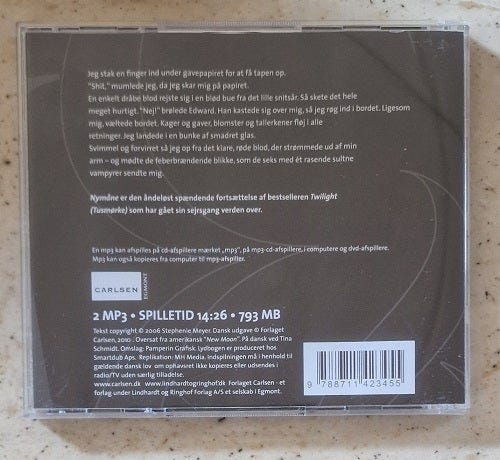 Jeg stak en finger ind under gavepapiret for at få tapen op.
"Shit," mumlede jeg, da jeg skar mig på papiret.
En enkelt dråbe blod rejste sig i en blød bue fra det lille snitsår. Så skete det hele
meget hurtigt. "Nej!" brølede Edward. Han kastede sig over mig, så jeg røg ind i bordet. Ligesom
mig, væltede bordet. Kager og gaver, blomster og tallerkener fløj i alle
retninger. Jeg landede i en bunke af smadret glas.
Svimmel og forvirret så jeg op fra det klare, røde blod, der strømmede ud af min
arm – og mødte de feberbrændende blikke, som de seks med ét rasende sultne
vampyrer sendte mig.
Nymåne er den åndeløst spændende fortsættelse af bestselleren Twilight
(Tusmørke) som har gået sin sejrsgang verden over.
En mp3 kan afspilles på cd-afspillere mærket „mp3", på mp3-cd-afspillere, i computere og dvd-afspillere.
Mp3 kan også kopieres fra computer til mp3-afspiller.
CARLSEN
EGMONT
2 MP3 • SPILLETID 14:26 • 793 MB
Tekst copyright © 2006 Stephenie Meyer. Dansk udgave © Forlaget
Carlsen, 2010 . Oversat fra amerikansk "New Moon". På dansk ved Tina
Schmidt. Omslag: Pamperin Grafisk. Lydbogen er produceret hos
Smartdub Aps. Replikation: MH Media. Indspilningen må i henhold til
gældende dansk lov om ophavsret ikke kopieres eller udsendes i
radio/TV uden særlig tilladelse.
www.carlsen.dk www.lindhardtogringhof.dk Forlaget Carlsen - et
forlag under Lindhardt og Ringhof Forlag A/S et selskab i Egmont.
9 788711 423455